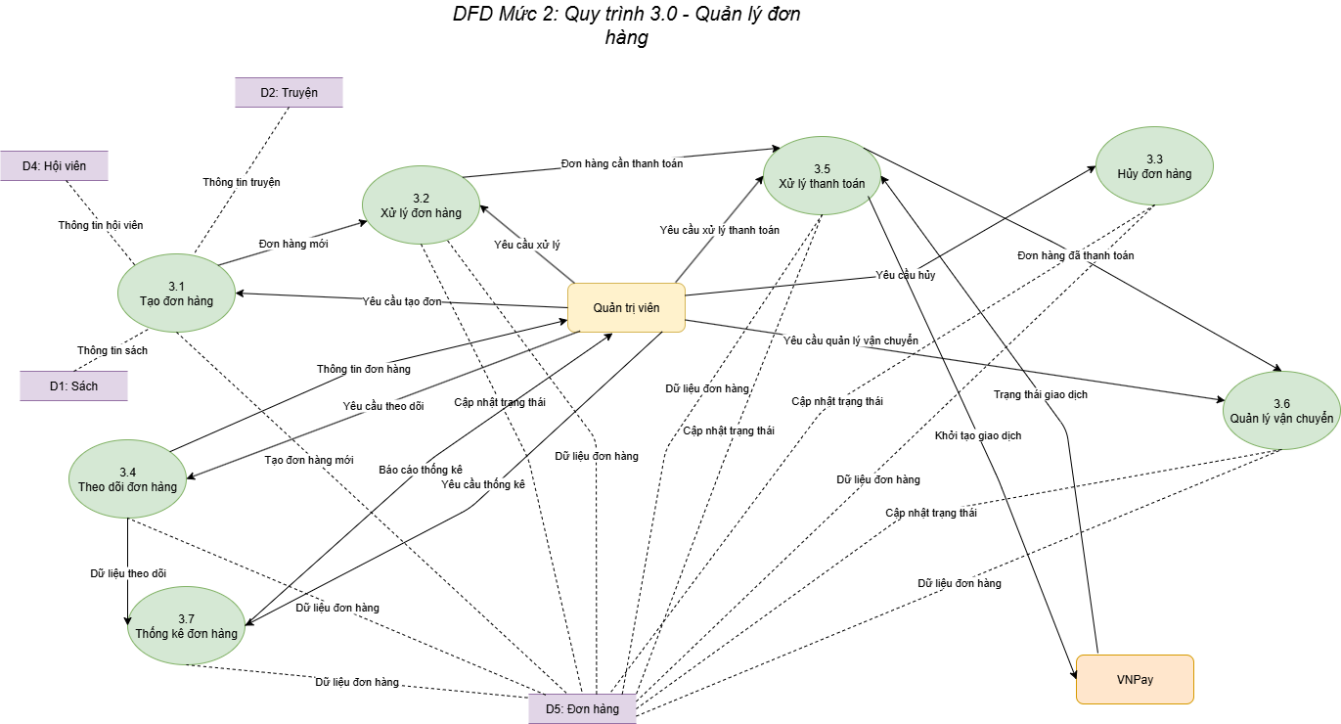 DFD Mức 2: Quy trình 3.0 - Quản lý đơn
hàng
D2: Truyện
D4: Hội viên
Thông tin truyện
Thông tin hội viên
3.2
Xử lý đơn hàng
Đơn hàng cần thanh toán
3.5
Xử lý thanh toán
3.3
Hủy đơn hàng
Đơn hàng mới
Yêu cầu xử lý
Yêu cầu xử lý thanh toán
Đơn hàng đã thanh toán
Yêu cầu hủy
3.1
Tạo đơn hàng
Yêu cầu tạo đơn
Quản trị viên
Yêu cầu quản lý vận chuyển
Thông tin sách
D1: Sách
Thông tin đơn hàng
Yêu cầu theo dõi
Cập nhật trạng thái
Dữ liệu đơn hàng
Cập nhật trạng thái
Trạng thái giao dịch
3.6
Quản lý vận chuyển
Cập nhật trạng thái
Khởi tạo giao dịch
3.4
Theo dõi đơn hàng
Tạo đơn hàng mới
Báo cáo thống kê
Yêu cầu thống kê
Dữ liệu đơn hàng
Dữ liệu đơn hàng
Cập nhật trạng thái
Dữ liệu theo dõi
Dữ liệu đơn hàng
Dữ liệu đơn hàng
3.7
Thống kê đơn hàng
Dữ liệu đơn hàng
D5: Đơn hàng
VNPay